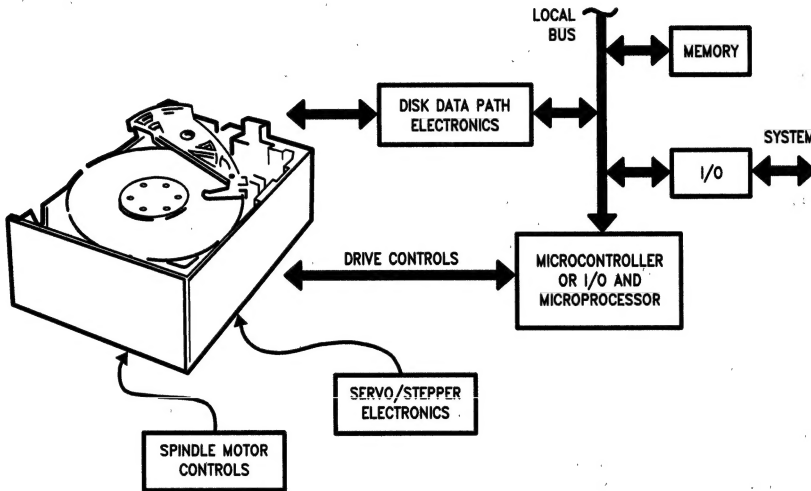 LOCAL
BUS
MEMORY
DISK DATA PATH
ELECTRONICS
SYSTEM
I/O
DRIVE CONTROLS
MICROCONTROLLER
OR I/O AND
MICROPROCESSOR
SERVO/STEPPER
ELECTRONICS
SPINDLE MOTOR
CONTROLS